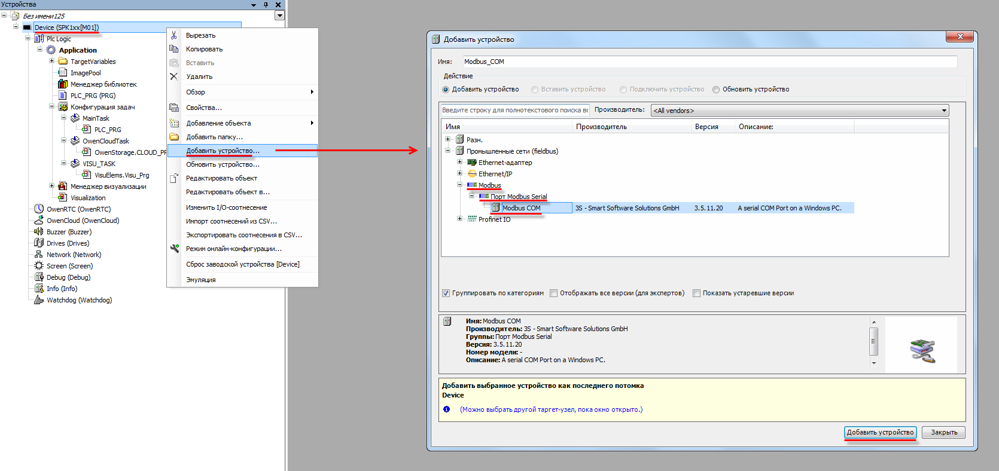 Устройства
Без имени125
Device (SPK1xx[M01])
Plc Logic
Application
TargetVariables
ImagePool
Менеджер библиотек
PLC_PRG (PRG)
Конфигурация задач
MainTask
PLC_PRG
OwenCloudTask
OwenStorage.CLOUD_PF
VISU_TASK
VisuElems.Visu_Prg
Менеджер визуализации
Visualization
OwenRTC (OwenRTC)
OwenCloud (OwenCloud)
Buzzer (Buzzer)
Drives (Drives)
Network (Network)
Screen (Screen)
Debug (Debug)
Info (Info)
Watchdog (Watchdog)
Вырезать
Копировать
Вставить
Удалить
Обзор
Свойства...
Добавление объекта
Добавить папку...
Добавить устройство...
Обновить устройство...
Редактировать объект
Редактировать объект в...
Изменить I/O-соотнесение
Импорт соотнесений из CSV...
Экспортировать соотнесения в CSV...
Режим онлайн-конфигурации...
Сброс заводской устройства [Device]
Эмуляция
Добавить устройство
Имя: Modbus_COM
Действие
Добавить устройство Вставить устройство Подключить устройство Обновить устройство
Введите строку для полнотекстового поиска вс Производитель: <All vendors>
Имя Производитель Версия Описание:
Разн.
Промышленные сети (fieldbus)
Ethernet-адаптер
Ethernet/IP
Modbus
Порт Modbus Serial
Modbus COM 3S - Smart Software Solutions GmbH 3.5.11.20 A serial COM Port on a Windows PC.
Profinet IO
Группировать по категориям Отображать все версии (для экспертов) Показать устаревшие версии
Имя: Modbus COM
Производитель: 3S - Smart Software Solutions GmbH
Группы: Порт Modbus Serial
Версия: 3.5.11.20
Номер модели: -
Описание: A serial COM Port on a Windows PC.
Добавить выбранное устройство как последнего потомка
Device
(Можно выбрать другой таргет-узел, пока окно открыто.)
Добавить устройство Закрыть